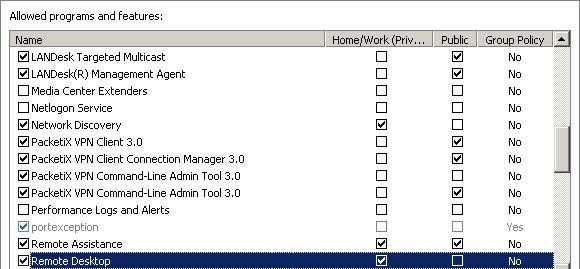 Allowed programs and features:
Name Home/Work (Priv... Public Group Policy
LANDesk Targeted Multicast No
LANDesk(R) Management Agent No
Media Center Extenders No
Netlogon Service No
Network Discovery No
PacketiX VPN Client 3.0 No
PacketiX VPN Client Connection Manager 3.0 No
PacketiX VPN Command-Line Admin Tool 3.0 No
PacketiX VPN Command-Line Admin Tool 3.0 No
Performance Logs and Alerts No
portexception Yes
Remote Assistance No
Remote Desktop No